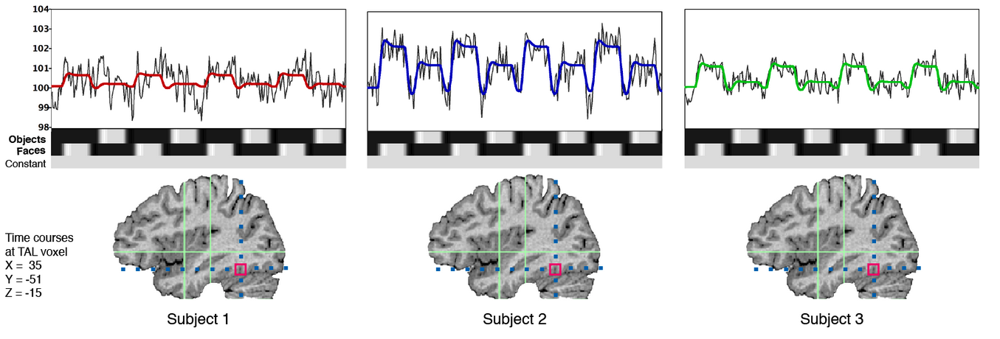 104
103
102
101
100
99
98
Objects
Faces
Constant
Time courses
at TAL voxel
X = 35
Y = -51
Z = -15
Subject 1
Subject 2
Subject 3